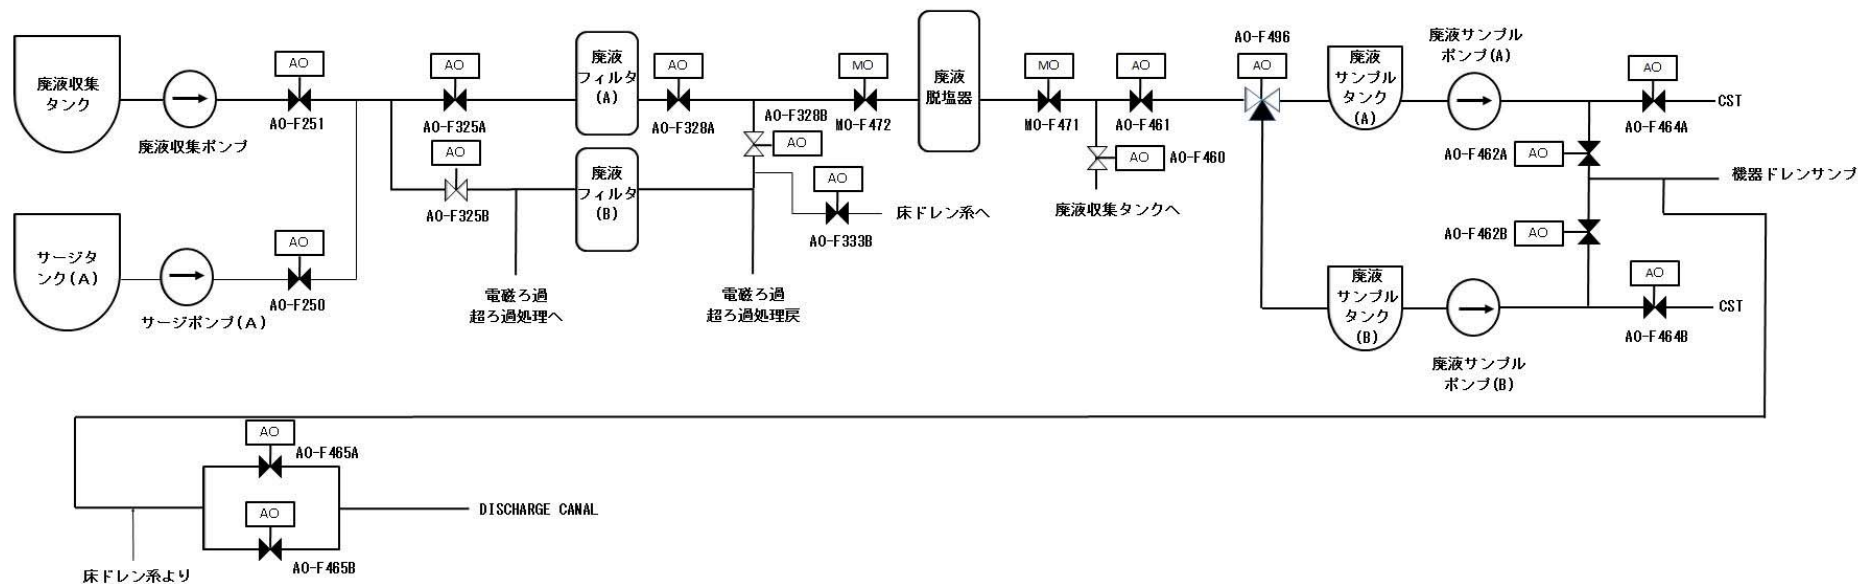 廃液収集
タンク
廃液収集ポンプ
AO
AO-F251
サージタ
ンク(A)
サージポンプ(A)
AO
AO-F250
AO
AO-F325A
AO
AO-F325B
廃液
フィルタ
(A)
廃液
フィルタ
(B)
電磁ろ過
超ろ過処理へ
AO
AO-F328A
AO-F328B
AO
電磁ろ過
超ろ過処理戻
AO
AO-F333B
床ドレン系へ
MO
MO-F472
廃液
脱塩器
MO
MO-F471
AO
AO-F461
AO
AO-F460
廃液収集タンクへ
AO-F496
AO
廃液
サンプル
タンク
(A)
廃液サンプル
ポンプ(A)
AO
AO-F464A
CST
AO-F462A
AO
機器ドレンサンプ
AO-F462B
AO
廃液
サンプル
タンク
(B)
廃液サンプル
ポンプ(B)
AO
AO-F464B
CST
AO
AO-F465A
AO
AO-F465B
DISCHARGE CANAL
床ドレン系より